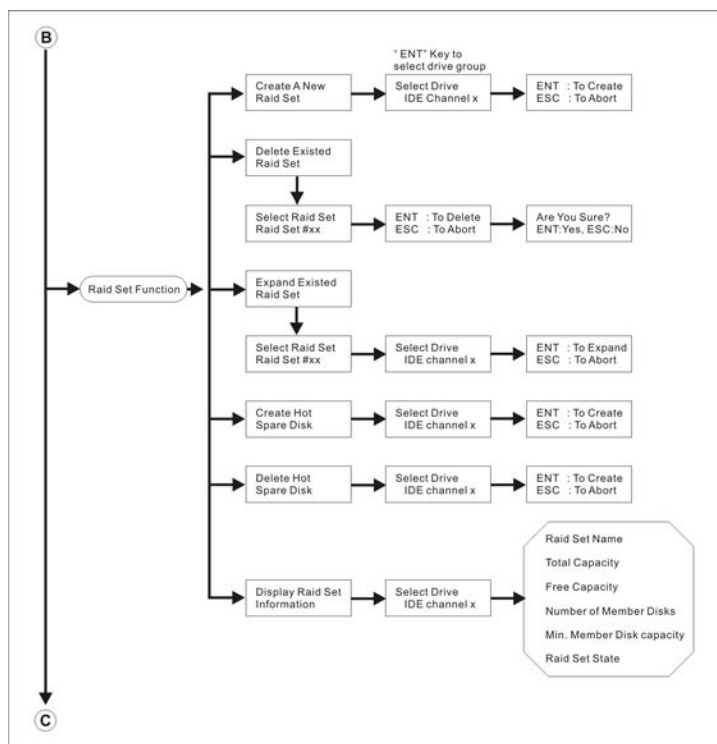 B
" ENT" Key to
select drive group
Create A New
Raid Set
Select Drive
IDE Channel x
ENT : To Create
ESC : To Abort
Delete Existed
Raid Set
Select Raid Set
Raid Set #xx
ENT : To Delete
ESC : To Abort
Are You Sure?
ENT:Yes, ESC:No
Raid Set Function
Expand Existed
Raid Set
Select Raid Set
Raid Set #xx
Select Drive
IDE channel x
ENT : To Expand
ESC : To Abort
Create Hot
Spare Disk
Select Drive
IDE channel x
ENT : To Create
ESC : To Abort
Delete Hot
Spare Disk
Select Drive
IDE channel x
ENT : To Create
ESC : To Abort
Display Raid Set
Information
Select Drive
IDE channel x
Raid Set Name
Total Capacity
Free Capacity
Number of Member Disks
Min. Member Disk capacity
Raid Set State
C